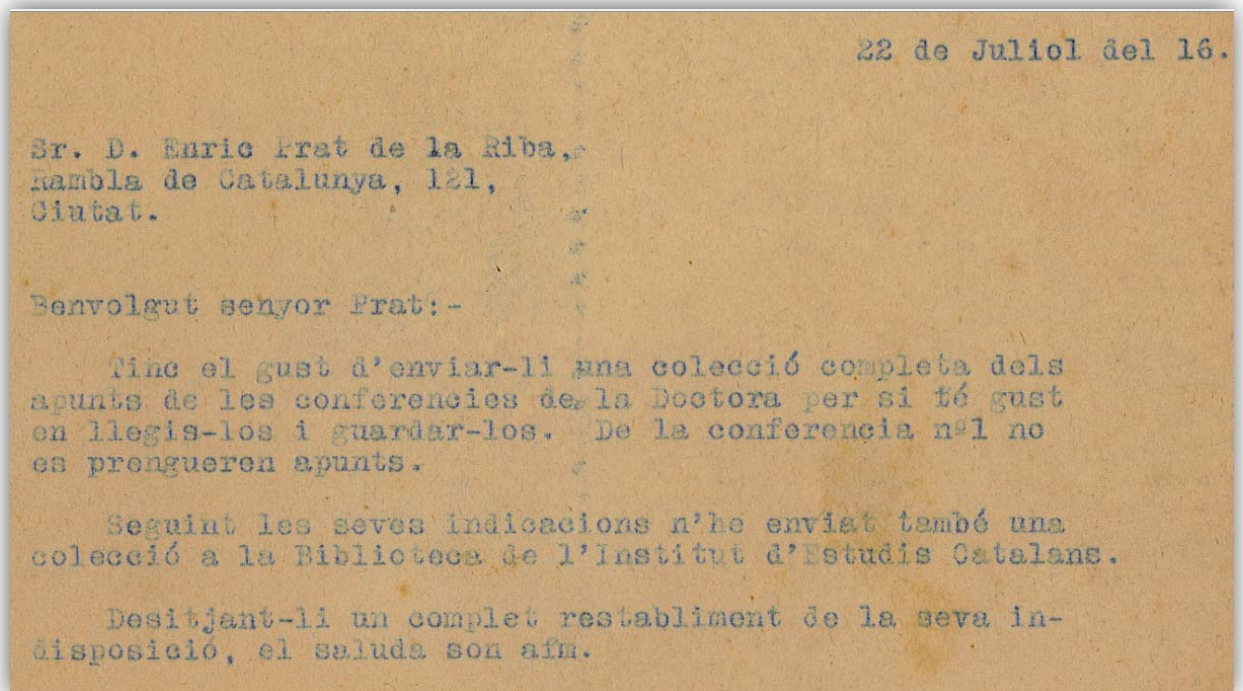 22 de Juliol del 16.
Sr. D. Enric Prat de la Riba,
Rambla de Catalunya, 121,
Ciutat.
Benvolgut senyor Prat:-
Tinc el gust d'enviar-li una colecció completa dels
apunts de les conferencies de la Doctora per si té gust
en llegis-los i guardar-los. De la conferencia nº1 no
es prengueren apunts.
Seguint les seves indicacions n'he enviat també una
colecció a la Biblioteca de l'Institut d'Estudis Catalans.
Desitjant-li un complet restabliment de la seva in-
disposició, el saluda son afm.